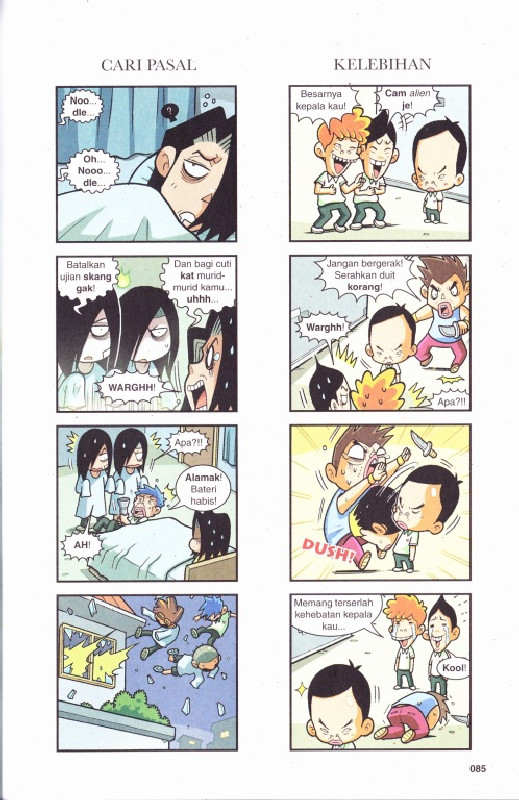 CARI PASAL
Noo...
dle...
?
Oh...
Nooo...
dle...
Batalkan
ujian skang
gak!
Dan bagi cuti
kat murid-
murid kamu...
uhhh...
WARGHH!
Apa?!!!
Alamak!
Bateri
habis!
AH!
KELEBIHAN
Besarnya
kepala kau!
Cam alien
je!
Jangan bergerak!
Serahkan duit
korang!
Warghh!
Apa?!!
DUSH!
Memang terserlah
kehebatan kepala
kau...
Kool!
085